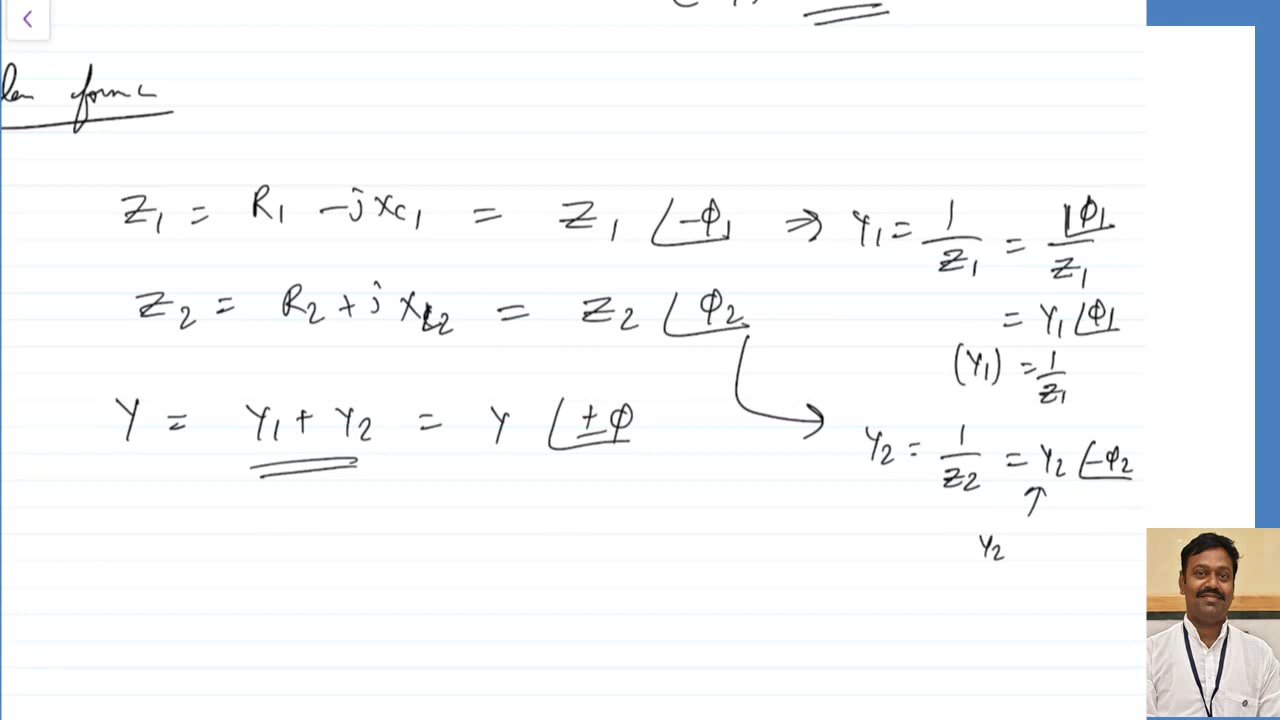 form
Z1 = R1 - jXC1 = Z1 ∠-φ1 ⇒ Y1 = 1/Z1 = ∠φ1/Z1
= Y1 ∠φ1
Z2 = R2 + jXL2 = Z2 ∠φ2
(Y1) = 1/Z1
Y = Y1 + Y2 = Y ∠±φ
Y2 = 1/Z2 = Y2 ∠-φ2
Y2